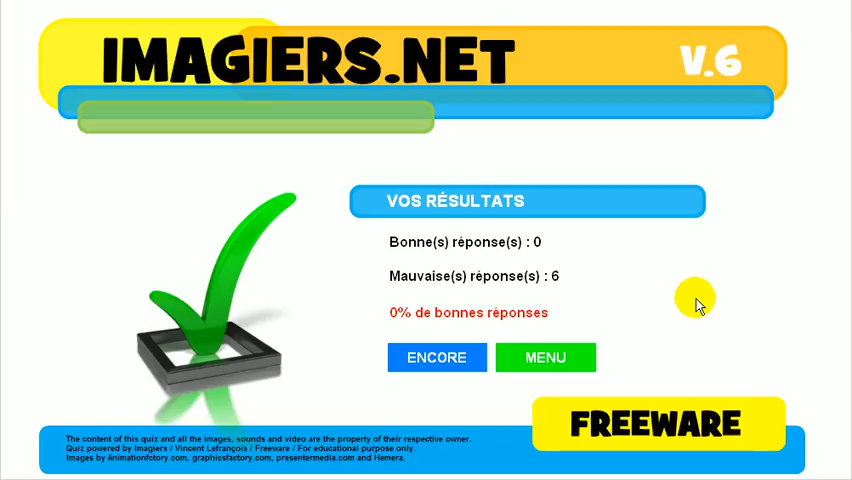 IMAGIERS.NET
V.6
VOS RÉSULTATS
Bonne(s) réponse(s) : 0
Mauvaise(s) réponse(s) : 6
0% de bonnes réponses
ENCORE
MENU
FREEWARE
The content of this quiz and all the images, sounds and video are the property of their respective owner.
Quiz powered by Imagiers / Vincent Lefrançois / Freeware / For educational purpose only.
Images by Animationfctory.com, graphicsfactory.com, presentermedia.com and Hemera.